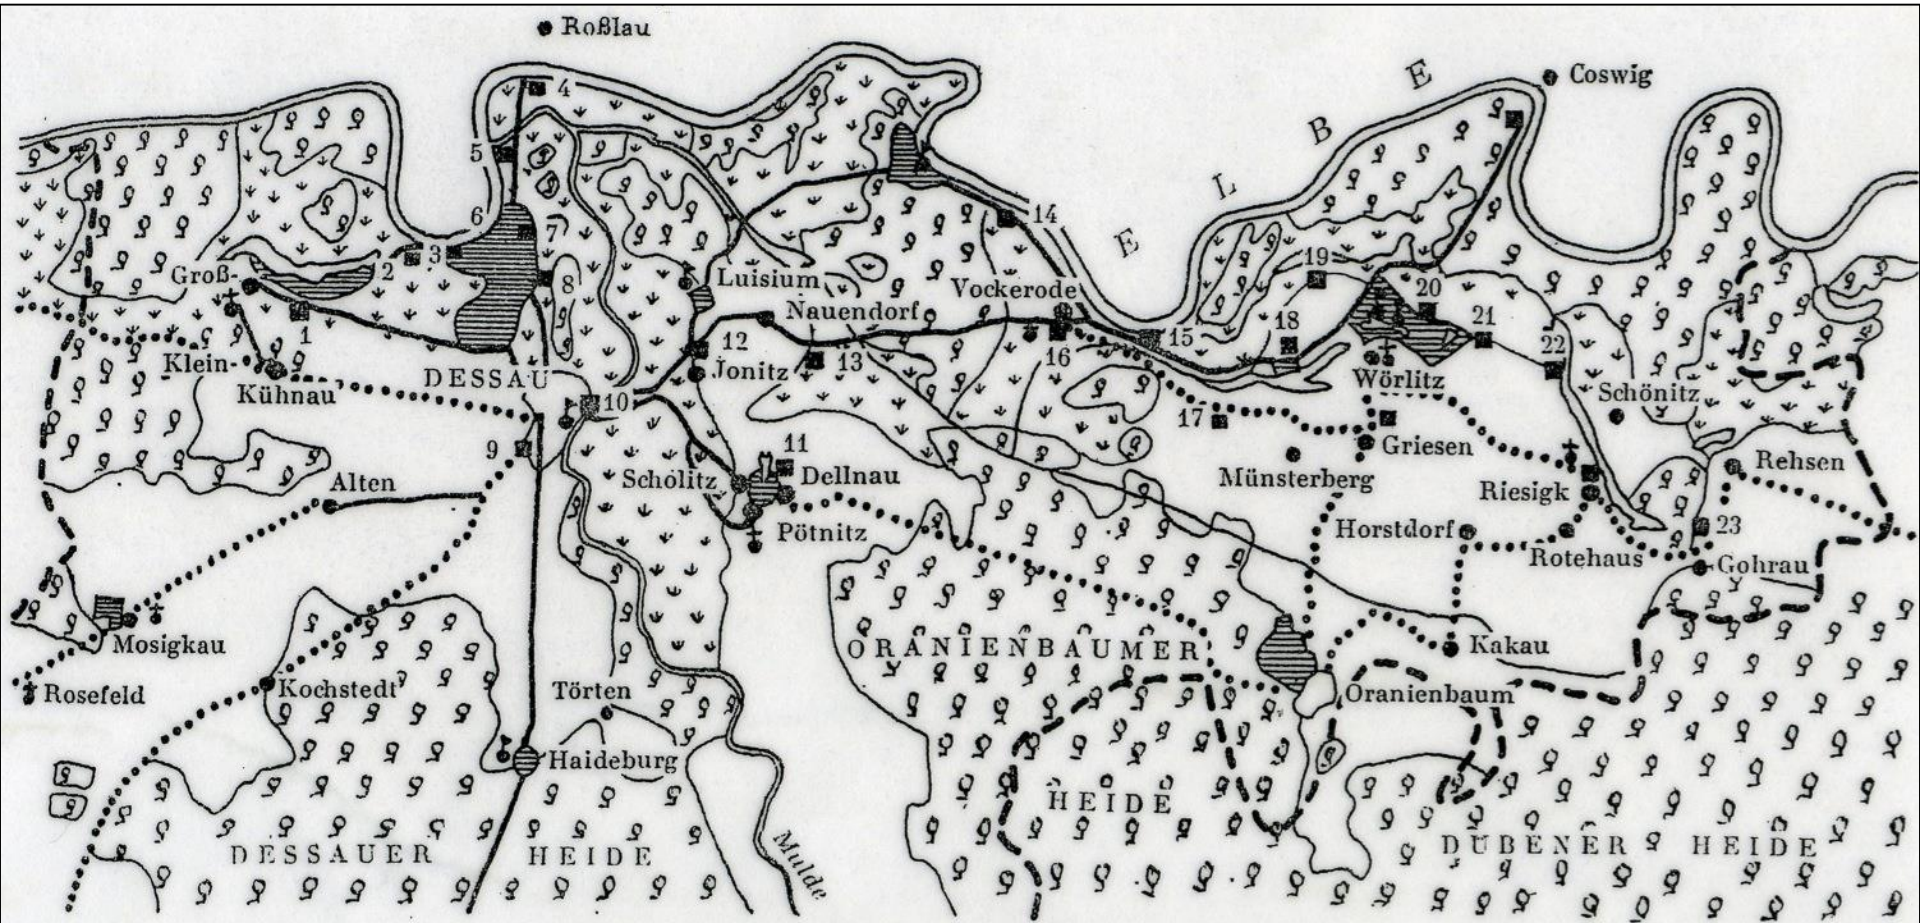 Roßlau
4
Coswig
E
B
L
E
5
6
7
14
Groß-
2
3
8
Luisium
Vockerode
19
20
1
Nauendorf
15
18
21
Klein-
12
13
16
22
Kühnau
DESSAU
Jonitz
Wörlitz
Schönitz
10
17
9
11
Griesen
Alten
Schölitz
Dellnau
Münsterberg
Riesigk
Rehsen
Pötnitz
Horstdorf
23
Rotehaus
Gohrau
Mosigkau
ORANIENBAUMER
Kakau
Rosefeld
Kochstedt
Törten
Oranienbaum
Haideburg
HEIDE
DESSAUER
HEIDE
Mulde
DÜBENER
HEIDE